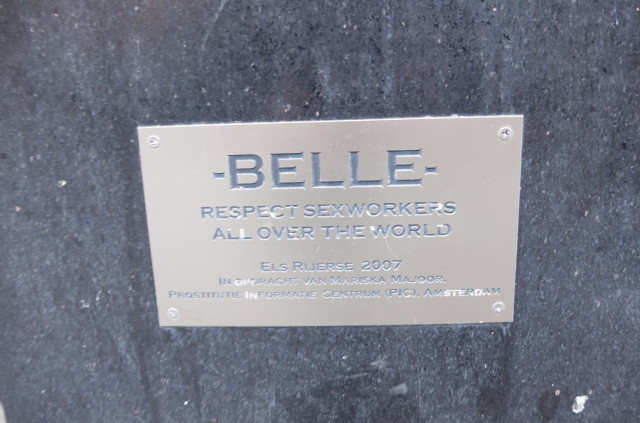 -BELLE-
RESPECT SEXWORKERS
ALL OVER THE WORLD
ELS RIJERSE 2007
IN OPDRACHT VAN MARISKA MAJOOR,
PROSTITUTIE INFORMATIE CENTRUM (PIC), AMSTERDAM